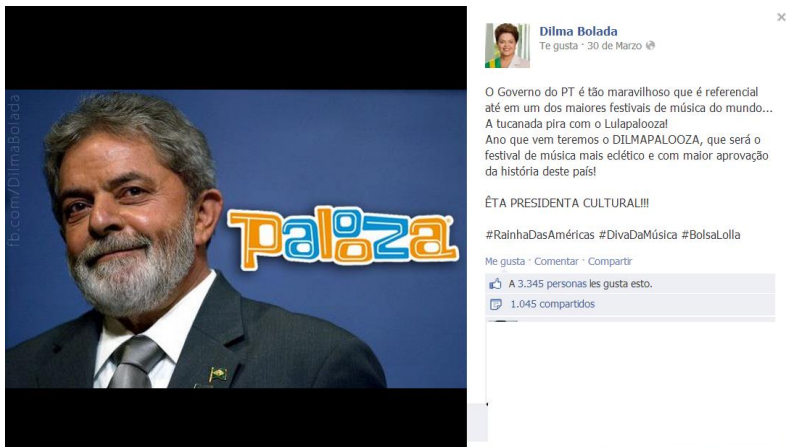 fb.com/DilmaBolada
Palooza
Dilma Bolada
Te gusta · 30 de Marzo
O Governo do PT é tão maravilhoso que é referencial
até em um dos maiores festivais de música do mundo...
A tucanada pira com o Lulapalooza!
Ano que vem teremos o DILMAPALOOZA, que será o
festival de música mais eclético e com maior aprovação
da história deste país!
ÊTA PRESIDENTA CULTURAL!!!
#RainhaDasAméricas #DivaDaMúsica #BolsaLolla
Me gusta · Comentar · Compartir
A 3.345 personas les gusta esto.
1.045 compartidos